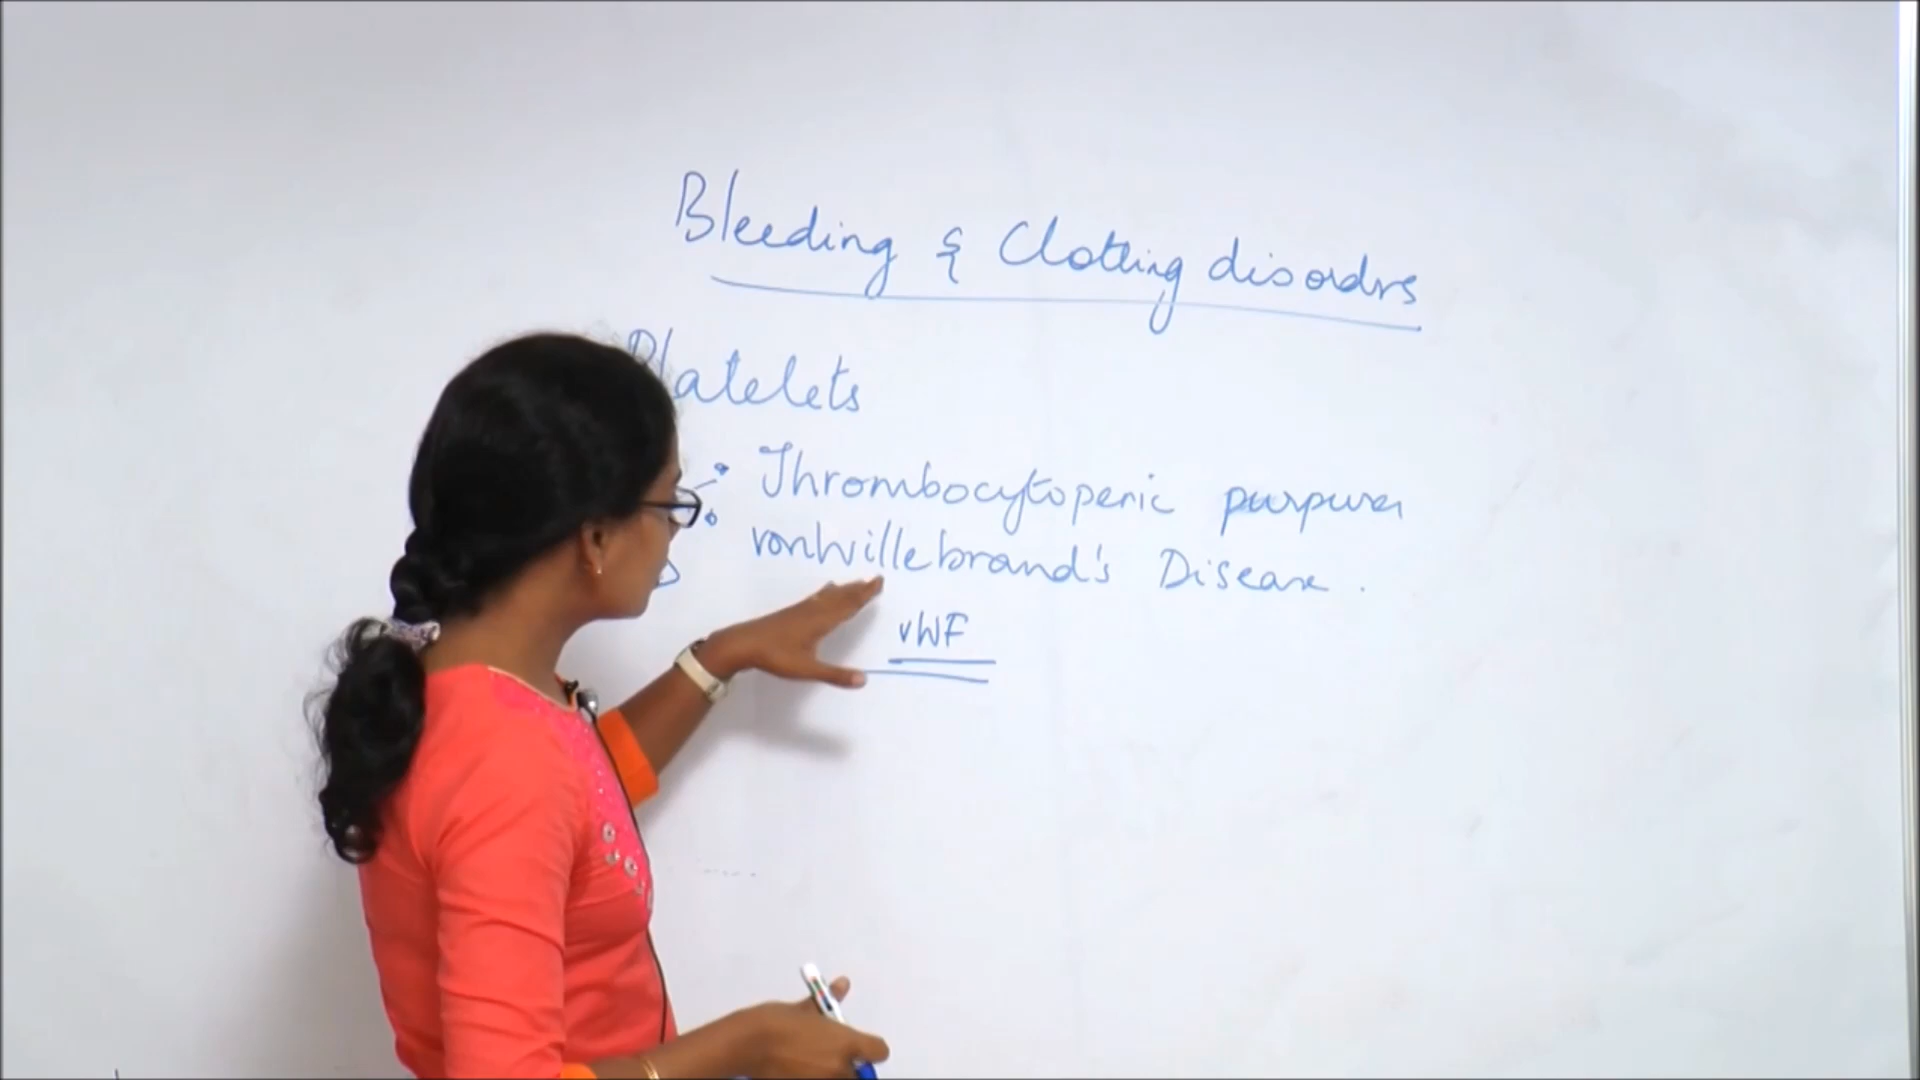 Bleeding & Clotting disordrs
Platelets
Thrombocytopenic purpura
vonWillebrand's Disease.
vWF